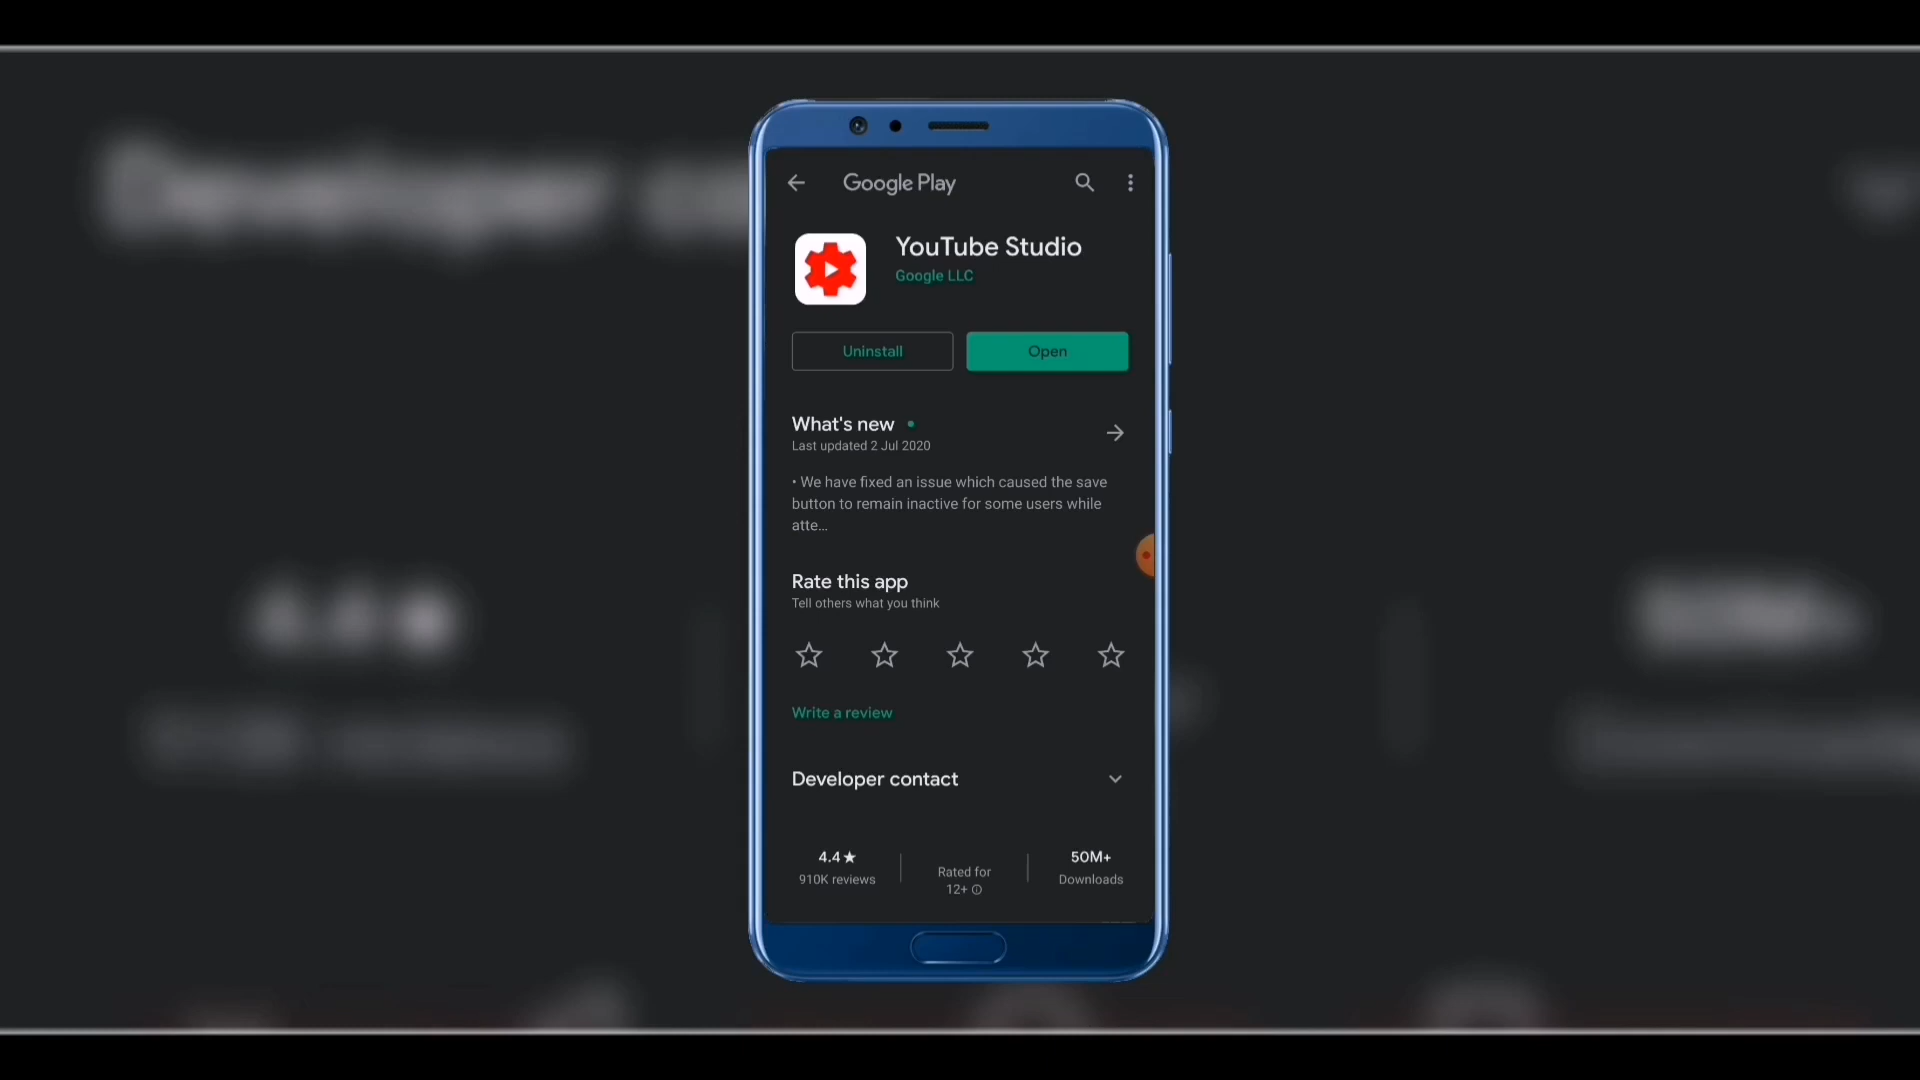 Google Play
YouTube Studio
Google LLC
Uninstall
Open
What's new
Last updated 2 Jul 2020
• We have fixed an issue which caused the save
button to remain inactive for some users while
atte...
Rate this app
Tell others what you think
Write a review
Developer contact
4.4★
910K reviews
Rated for
12+
50M+
Downloads